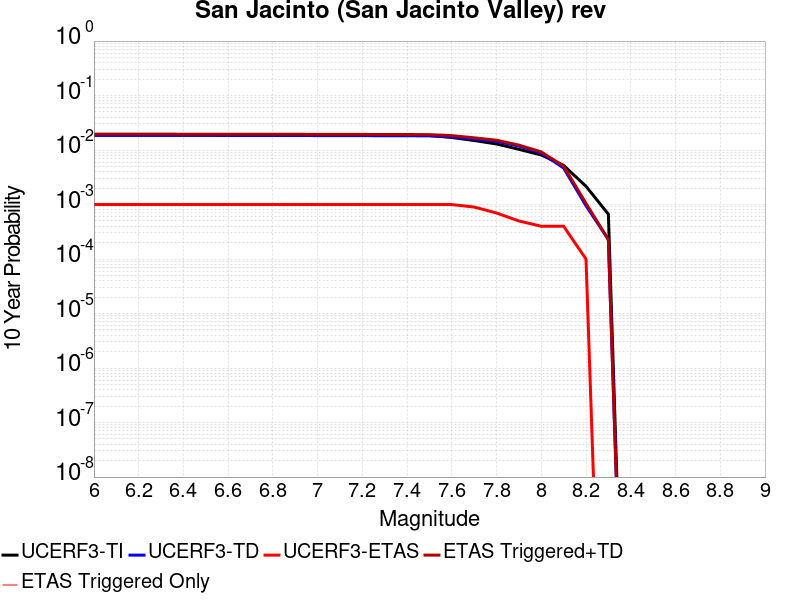 San Jacinto (San Jacinto Valley) rev
10^0
10^-1
10^-2
10^-3
10^-4
10^-5
10^-6
10^-7
10^-8
10 Year Probability
6 6.2 6.4 6.6 6.8 7 7.2 7.4 7.6 7.8 8 8.2 8.4 8.6 8.8 9
Magnitude
UCERF3-TI UCERF3-TD UCERF3-ETAS ETAS Triggered+TD
ETAS Triggered Only